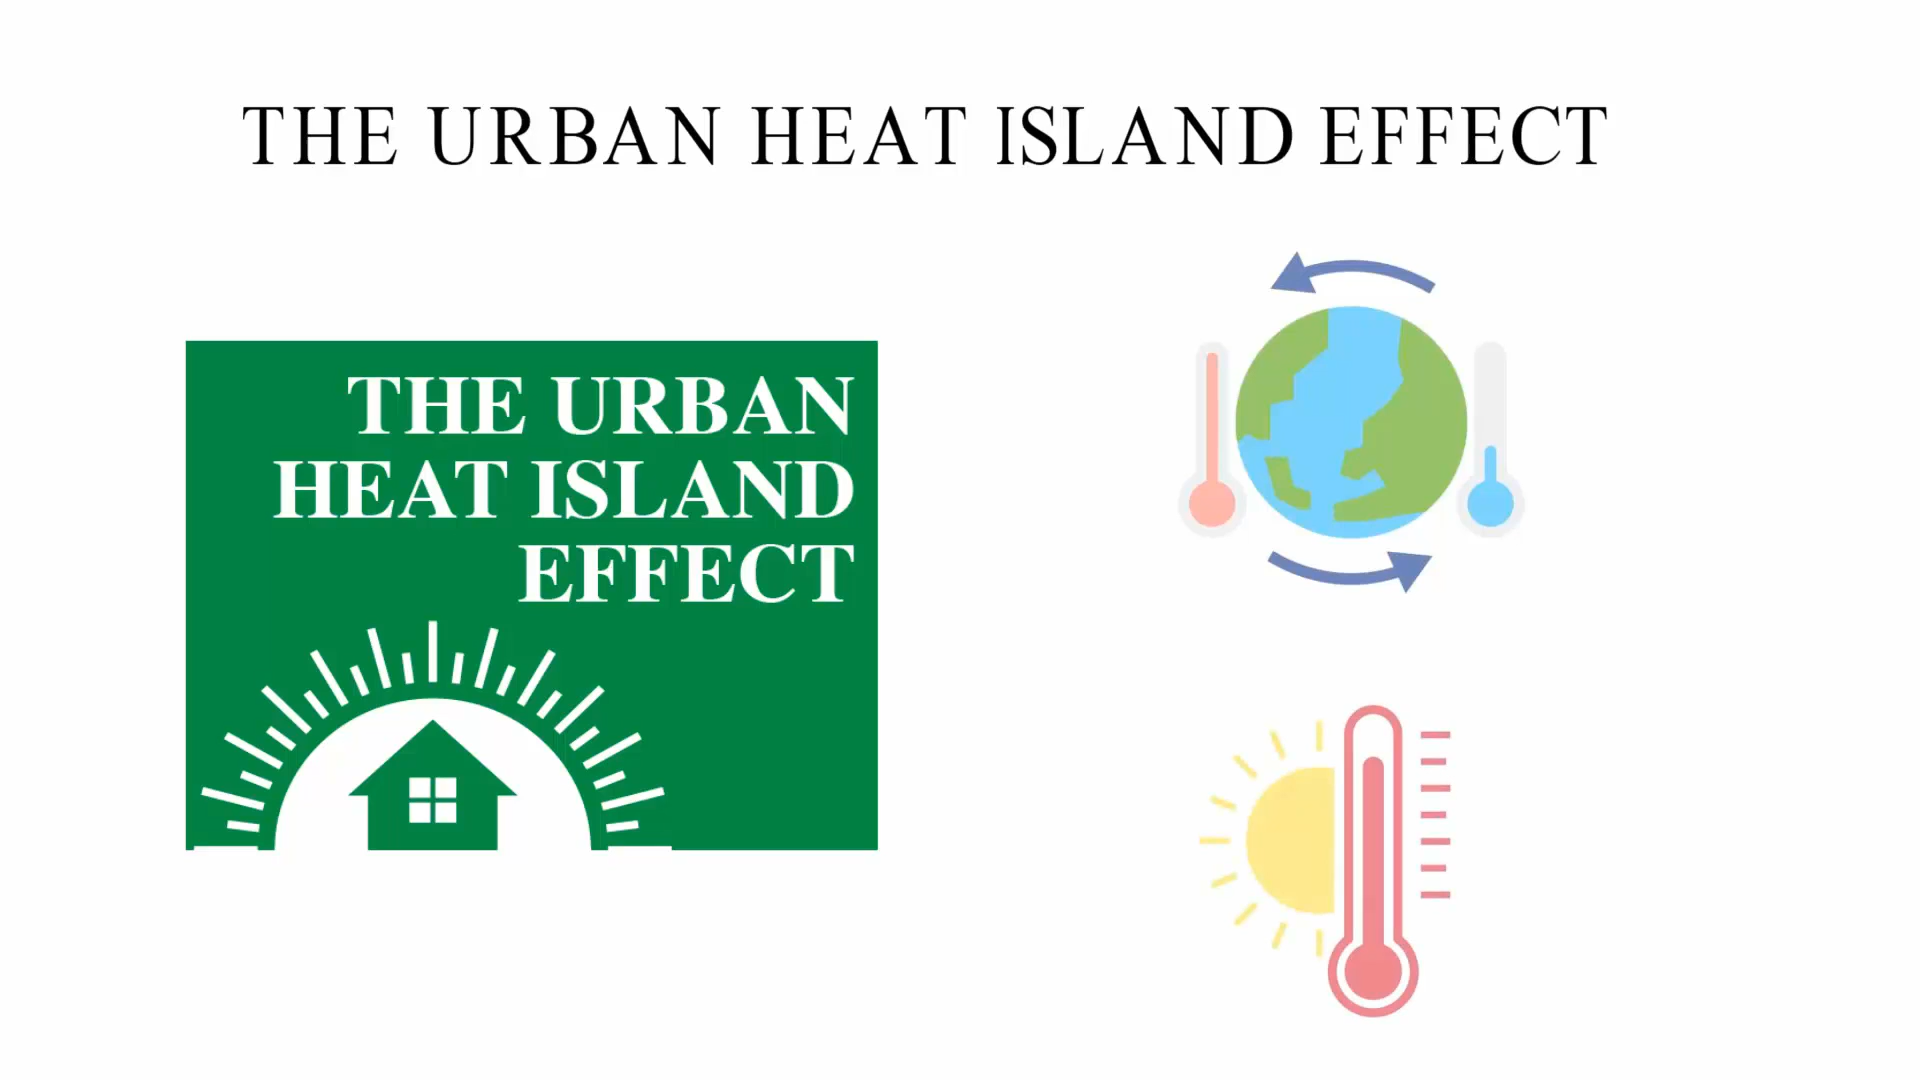 THE URBAN HEAT ISLAND EFFECT
THE URBAN
HEAT ISLAND
EFFECT